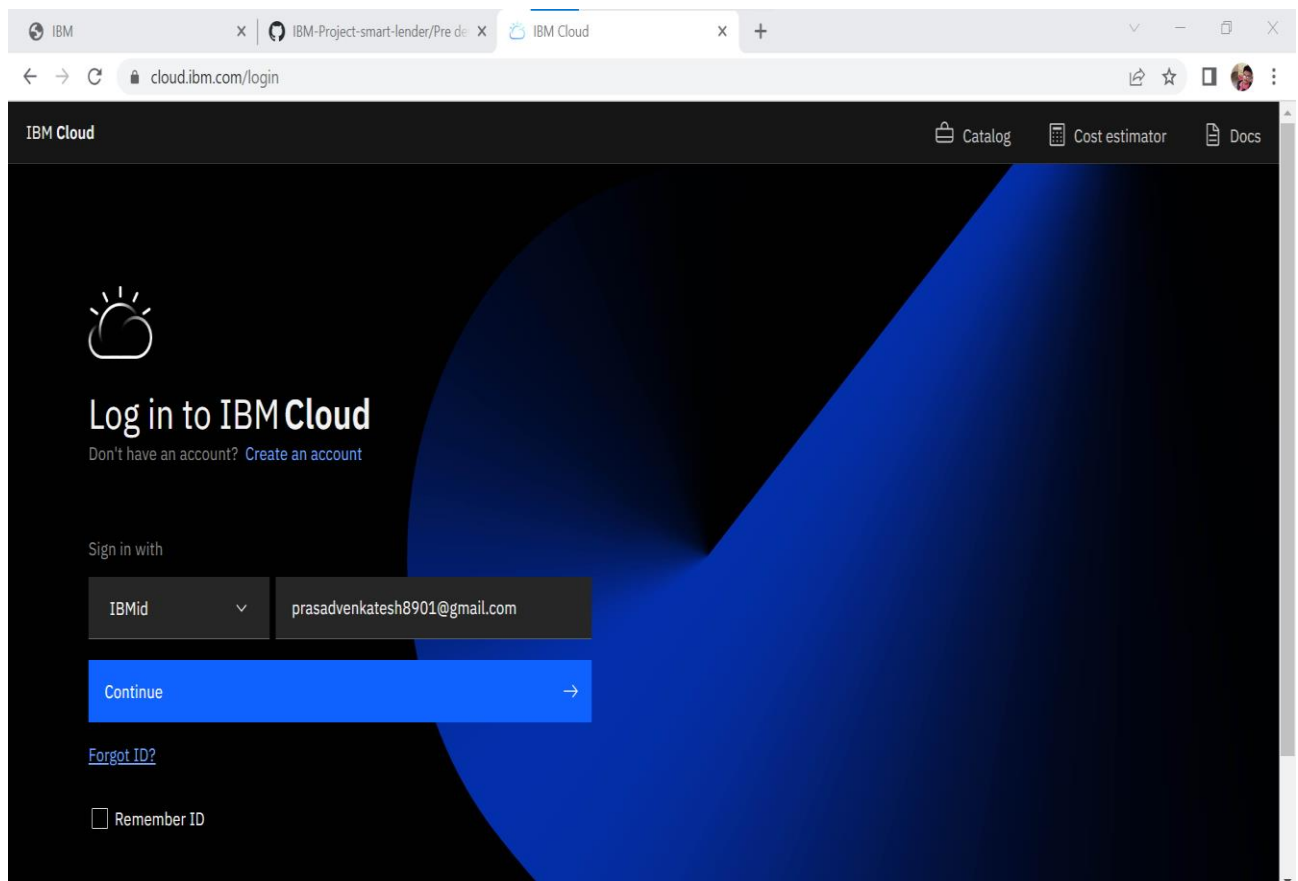 IBM
IBM-Project-smart-lender/Pre de
IBM Cloud
cloud.ibm.com/login
IBM Cloud
Catalog
Cost estimator
Docs
Log in to IBM Cloud
Don't have an account? Create an account
Sign in with
IBMid
prasadvenkatesh8901@gmail.com
Continue
Forgot ID?
Remember ID